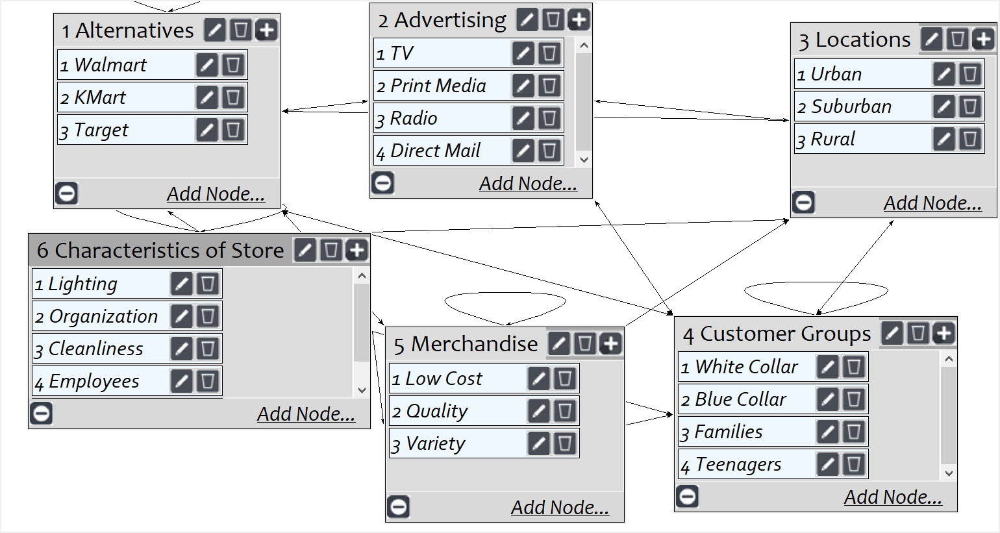 1 Alternatives
1 Walmart
2 KMart
3 Target
Add Node...
2 Advertising
1 TV
2 Print Media
3 Radio
4 Direct Mail
Add Node...
3 Locations
1 Urban
2 Suburban
3 Rural
Add Node...
6 Characteristics of Store
1 Lighting
2 Organization
3 Cleanliness
4 Employees
Add Node...
5 Merchandise
1 Low Cost
2 Quality
3 Variety
Add Node...
4 Customer Groups
1 White Collar
2 Blue Collar
3 Families
4 Teenagers
Add Node...